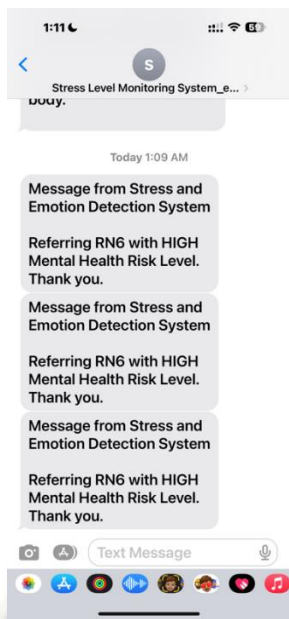 1:11
S
Stress Level Monitoring System_e...
body.
Today 1:09 AM
Message from Stress and
Emotion Detection System
Referring RN6 with HIGH
Mental Health Risk Level.
Thank you.
Message from Stress and
Emotion Detection System
Referring RN6 with HIGH
Mental Health Risk Level.
Thank you.
Message from Stress and
Emotion Detection System
Referring RN6 with HIGH
Mental Health Risk Level.
Thank you.
Text Message